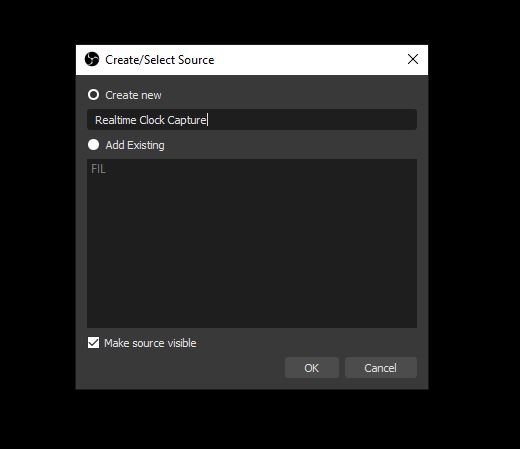 Create/Select Source
Create new
Realtime Clock Capture
Add Existing
FIL
Make source visible
OK
Cancel